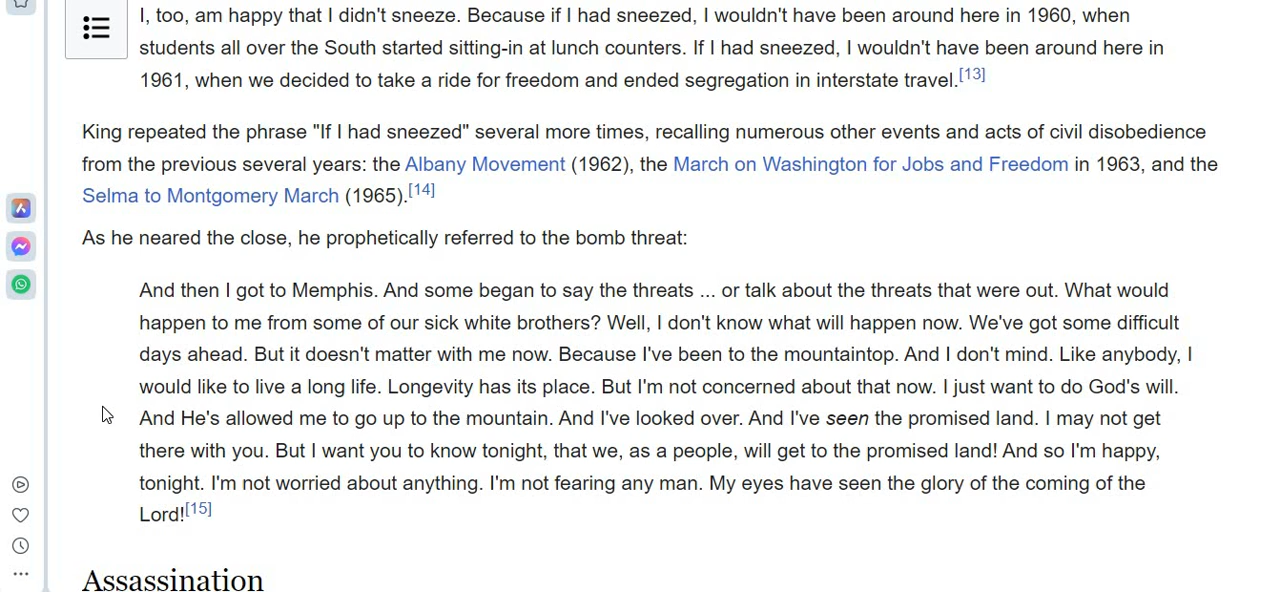 I, too, am happy that I didn't sneeze. Because if I had sneezed, I wouldn't have been around here in 1960, when
students all over the South started sitting-in at lunch counters. If I had sneezed, I wouldn't have been around here in
1961, when we decided to take a ride for freedom and ended segregation in interstate travel.[13]
King repeated the phrase "If I had sneezed" several more times, recalling numerous other events and acts of civil disobedience
from the previous several years: the Albany Movement (1962), the March on Washington for Jobs and Freedom in 1963, and the
Selma to Montgomery March (1965).[14]
As he neared the close, he prophetically referred to the bomb threat:
And then I got to Memphis. And some began to say the threats ... or talk about the threats that were out. What would
happen to me from some of our sick white brothers? Well, I don't know what will happen now. We've got some difficult
days ahead. But it doesn't matter with me now. Because I've been to the mountaintop. And I don't mind. Like anybody, I
would like to live a long life. Longevity has its place. But I'm not concerned about that now. I just want to do God's will.
And He's allowed me to go up to the mountain. And I've looked over. And I've seen the promised land. I may not get
there with you. But I want you to know tonight, that we, as a people, will get to the promised land! And so I'm happy,
tonight. I'm not worried about anything. I'm not fearing any man. My eyes have seen the glory of the coming of the
Lord![15]
Assassination